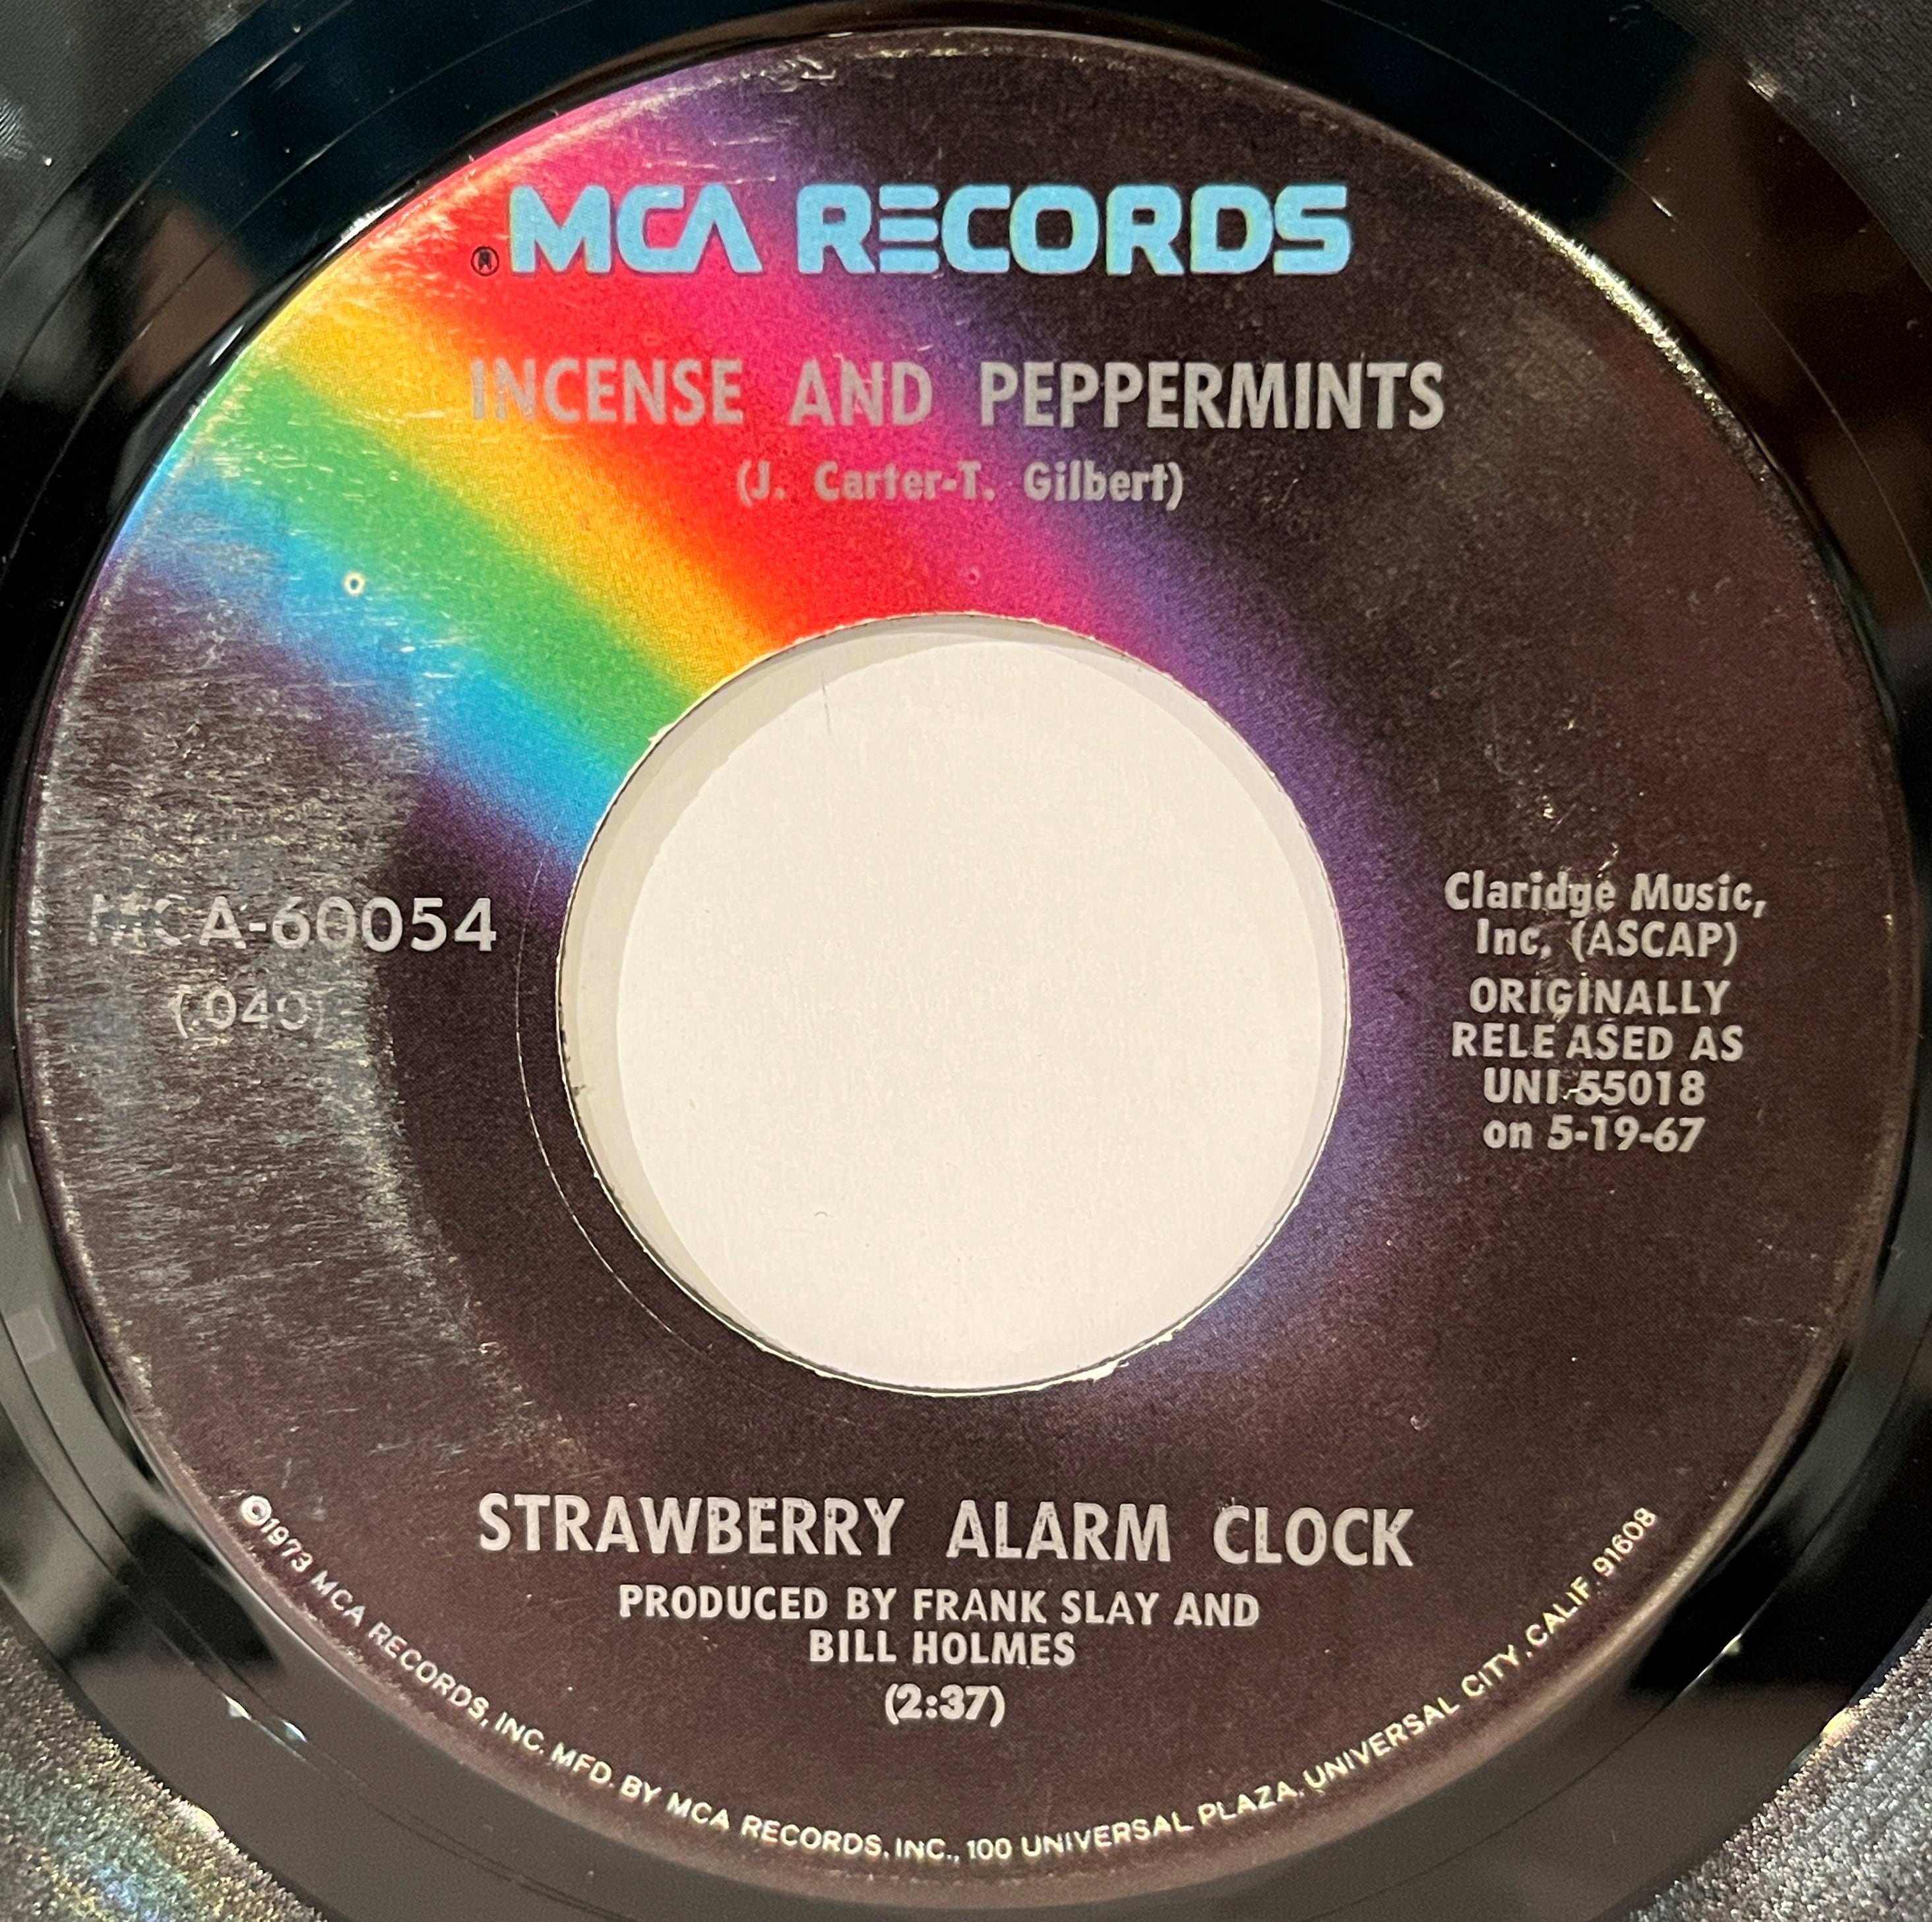 MCA RECORDS
INCENSE AND PEPPERMINTS
(J. Carter-T. Gilbert)
MCA-60054
(.040)
Claridge Music,
Inc. (ASCAP)
ORIGINALLY
RELEASED AS
UNI-55018
on 5-19-67
STRAWBERRY ALARM CLOCK
PRODUCED BY FRANK SLAY AND
BILL HOLMES
(2:37)
©1973 MCA RECORDS, INC. MFD. BY MCA RECORDS, INC., 100 UNIVERSAL PLAZA, UNIVERSAL CITY, CALIF. 91608